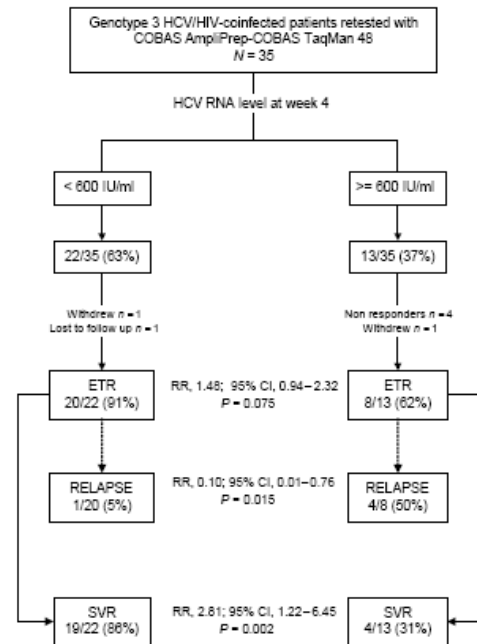 Genotype 3 HCV/HIV-coinfected patients retested with
COBAS AmpliPrep-COBAS TaqMan 48
N = 35
HCV RNA level at week 4
< 600 IU/ml
>= 600 IU/ml
22/35 (63%)
13/35 (37%)
Withdrew n = 1
Lost to follow up n = 1
Non responders n = 4
Withdrew n = 1
ETR
20/22 (91%)
RR, 1.48; 95% CI, 0.94–2.32
P = 0.075
ETR
8/13 (62%)
RELAPSE
1/20 (5%)
RR, 0.10; 95% CI, 0.01–0.76
P = 0.015
RELAPSE
4/8 (50%)
SVR
19/22 (86%)
RR, 2.81; 95% CI, 1.22–6.45
P = 0.002
SVR
4/13 (31%)